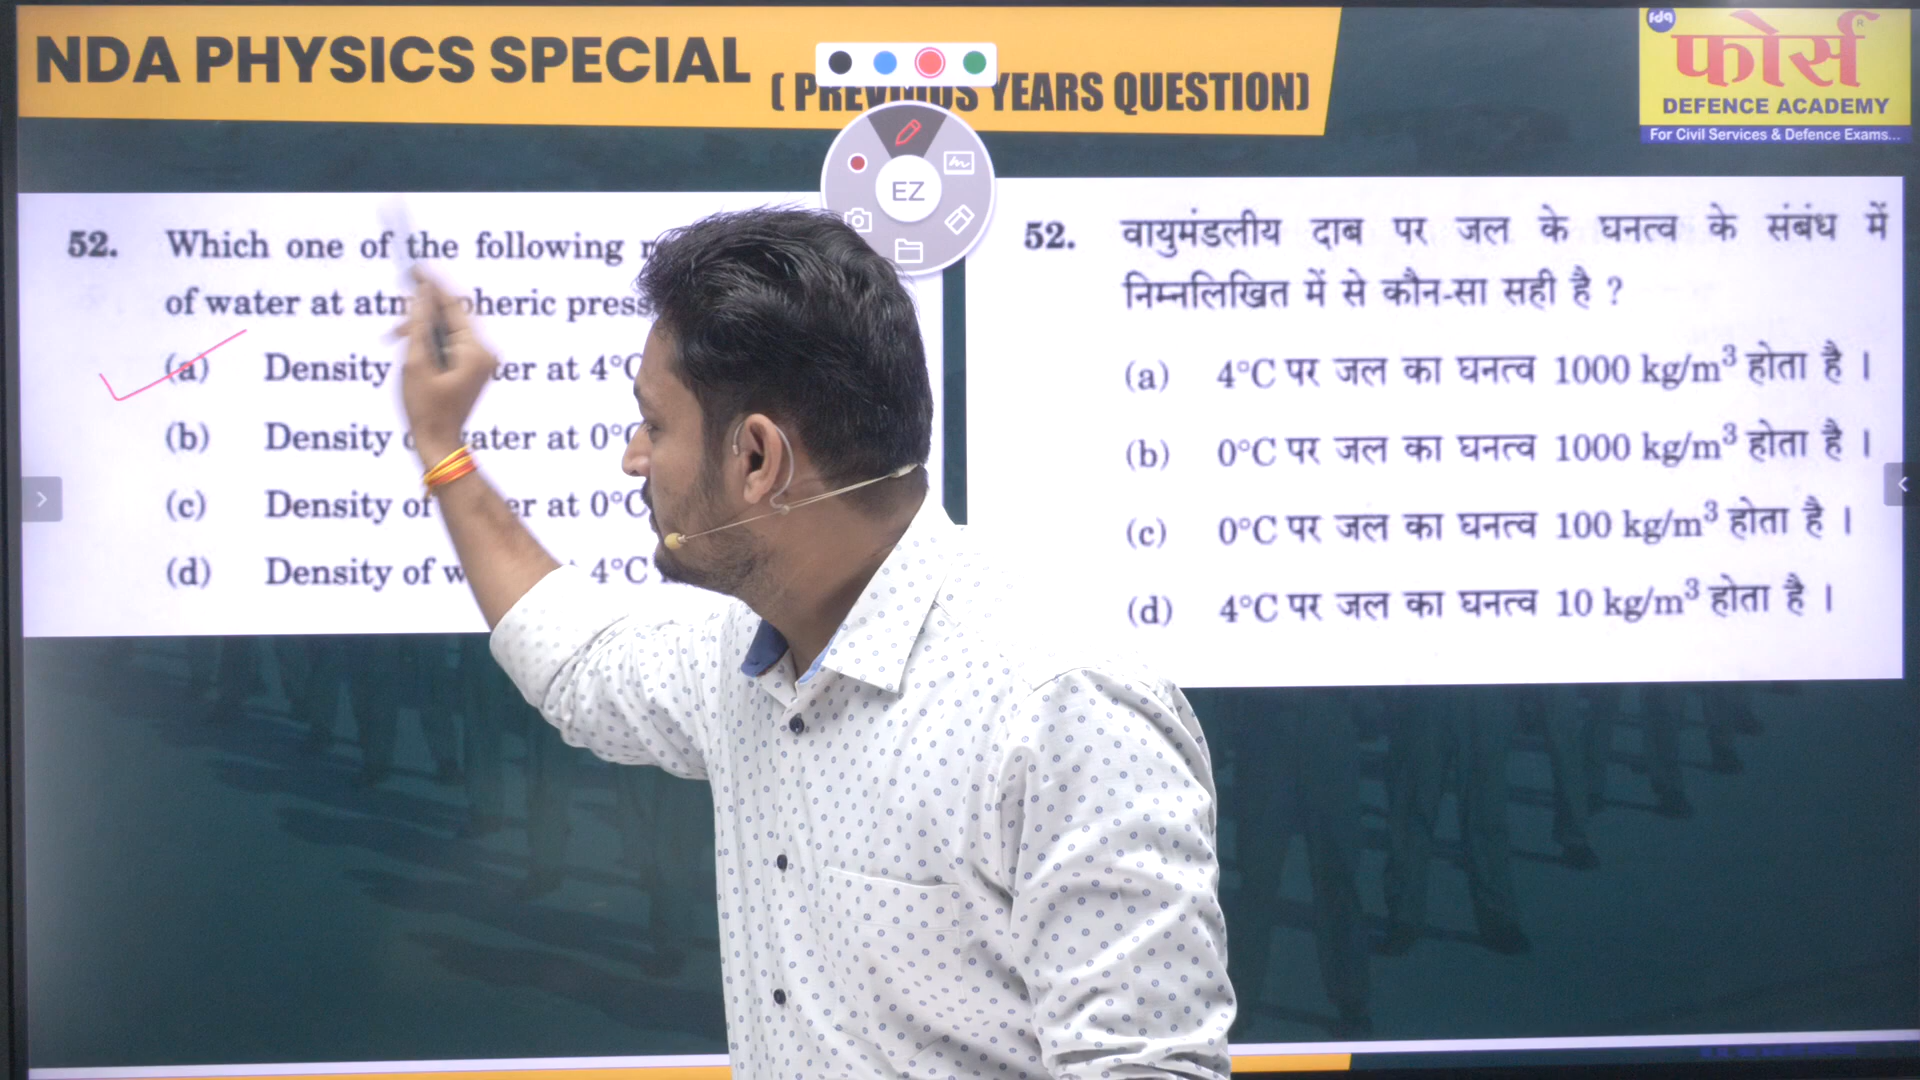 NDA PHYSICS SPECIAL
( PREVIOUS YEARS QUESTION)
fda
फोर्स
DEFENCE ACADEMY
For Civil Services & Defence Exams...
EZ
52. Which one of the following
of water at atmospheric press
(a) Density ter at 4°C
(b) Density ater at 0°C
(c) Density of er at 0°C
(d) Density of w 4°C
52. वायुमंडलीय दाब पर जल के घनत्व के संबंध में
निम्नलिखित में से कौन-सा सही है ?
(a) 4°C पर जल का घनत्व 1000 kg/m³ होता है ।
(b) 0°C पर जल का घनत्व 1000 kg/m³ होता है ।
(c) 0°C पर जल का घनत्व 100 kg/m³ होता है ।
(d) 4°C पर जल का घनत्व 10 kg/m³ होता है ।